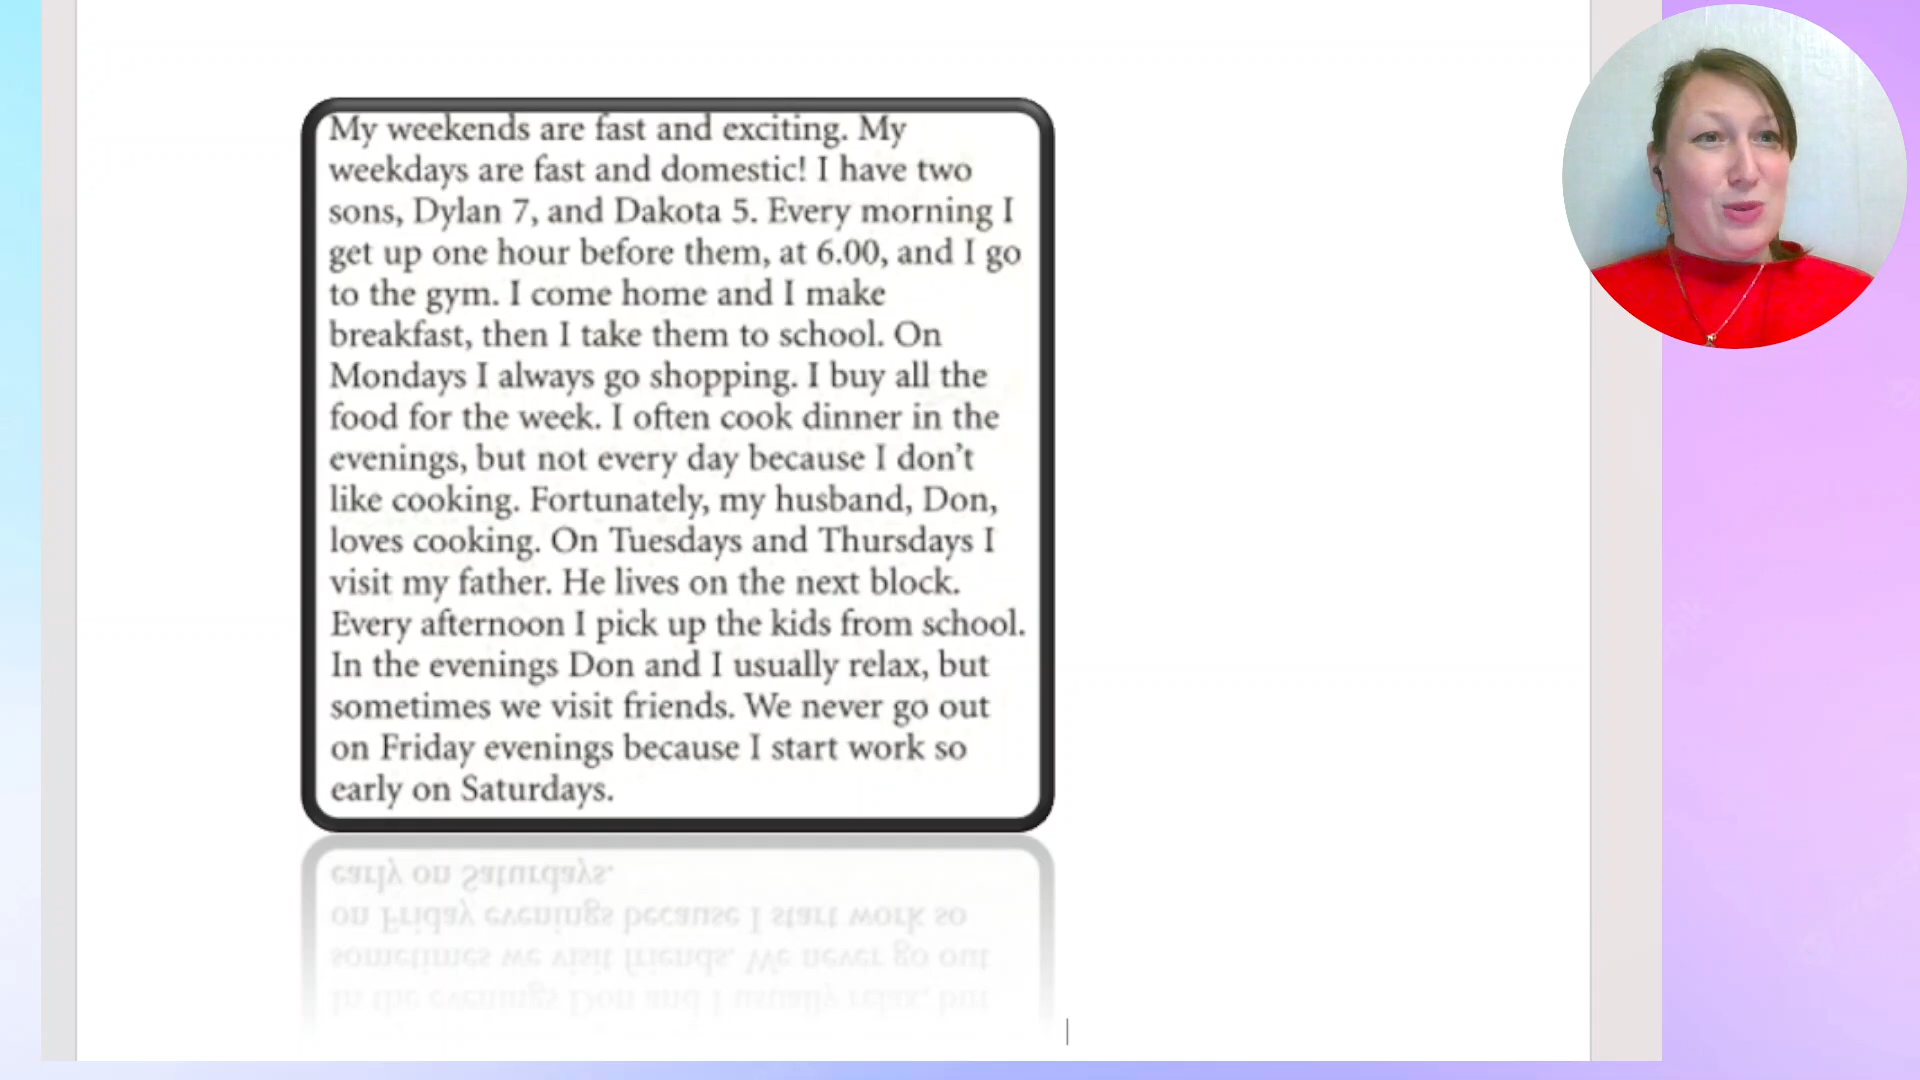 My weekends are fast and exciting. My
weekdays are fast and domestic! I have two
sons, Dylan 7, and Dakota 5. Every morning I
get up one hour before them, at 6.00, and I go
to the gym. I come home and I make
breakfast, then I take them to school. On
Mondays I always go shopping. I buy all the
food for the week. I often cook dinner in the
evenings, but not every day because I don't
like cooking. Fortunately, my husband, Don,
loves cooking. On Tuesdays and Thursdays I
visit my father. He lives on the next block.
Every afternoon I pick up the kids from school.
In the evenings Don and I usually relax, but
sometimes we visit friends. We never go out
on Friday evenings because I start work so
early on Saturdays.